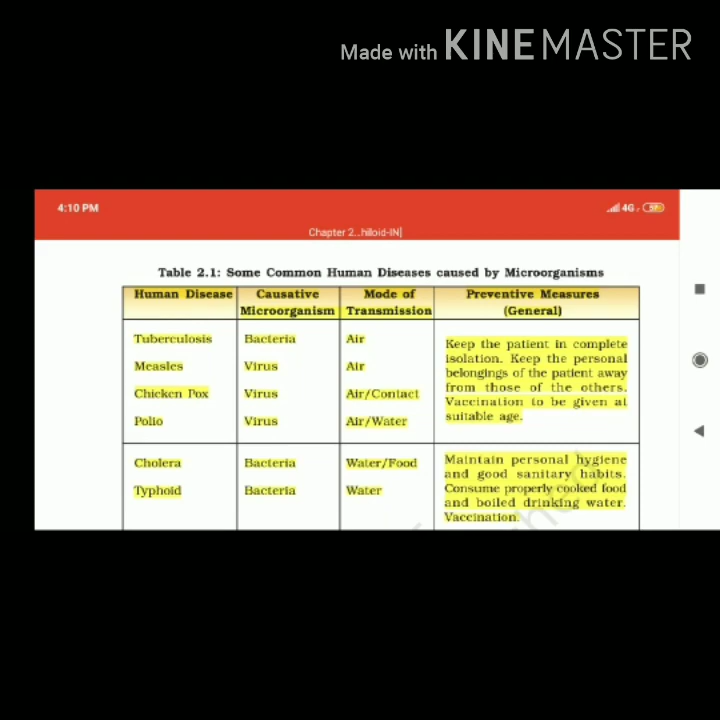 Made with KINEMASTER
4:10 PM
4G
57
Chapter 2..hilloid-IN]
Table 2.1: Some Common Human Diseases caused by Microorganisms
Human Disease Causative Microorganism Mode of Transmission Preventive Measures (General)
Tuberculosis Bacteria Air
Measles Virus Air
Chicken Pox Virus Air/Contact
Polio Virus Air/Water
Keep the patient in complete
isolation. Keep the personal
belongings of the patient away
from those of the others.
Vaccination to be given at
suitable age.
Cholera Bacteria Water/Food
Typhoid Bacteria Water
Maintain personal hygiene
and good sanitary habits.
Consume properly cooked food
and boiled drinking water.
Vaccination.